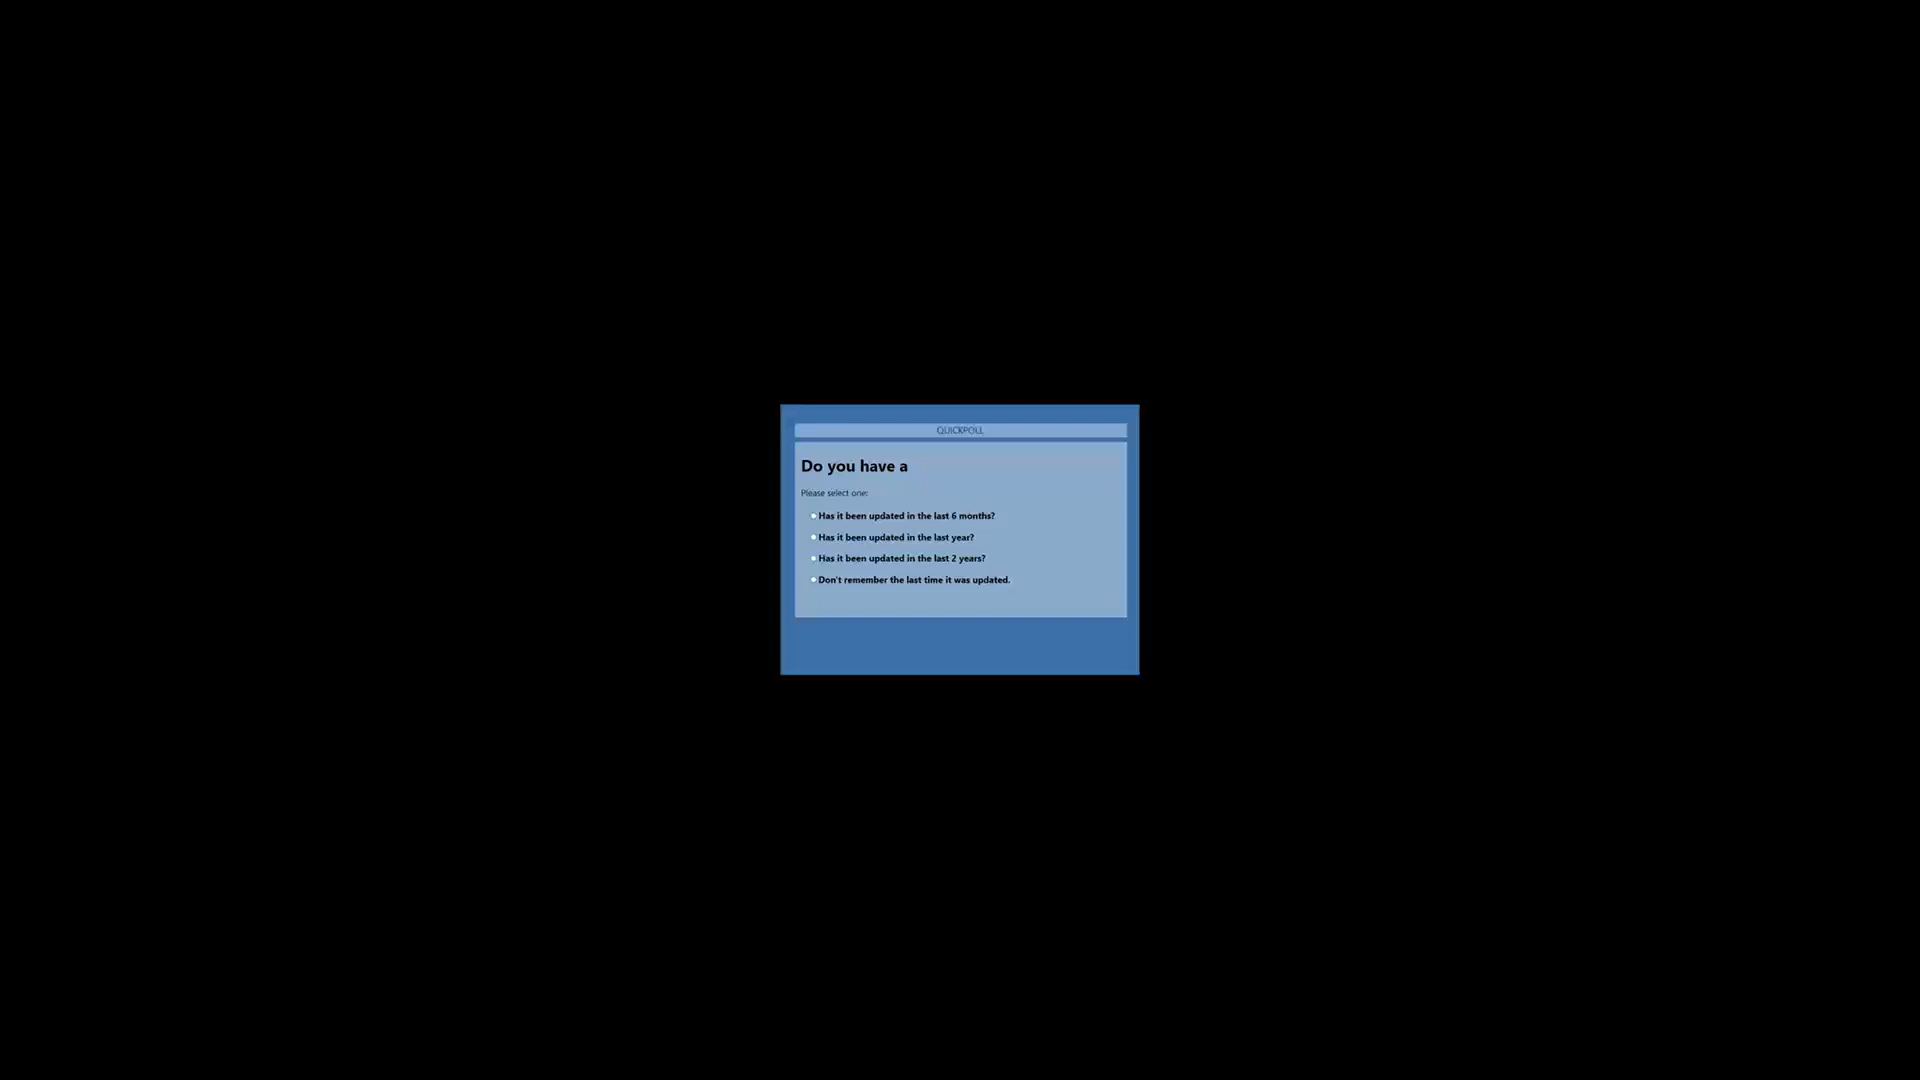 QUICKPOLL
Do you have a
Please select one:
Has it been updated in the last 6 months?
Has it been updated in the last year?
Has it been updated in the last 2 years?
Don't remember the last time it was updated.